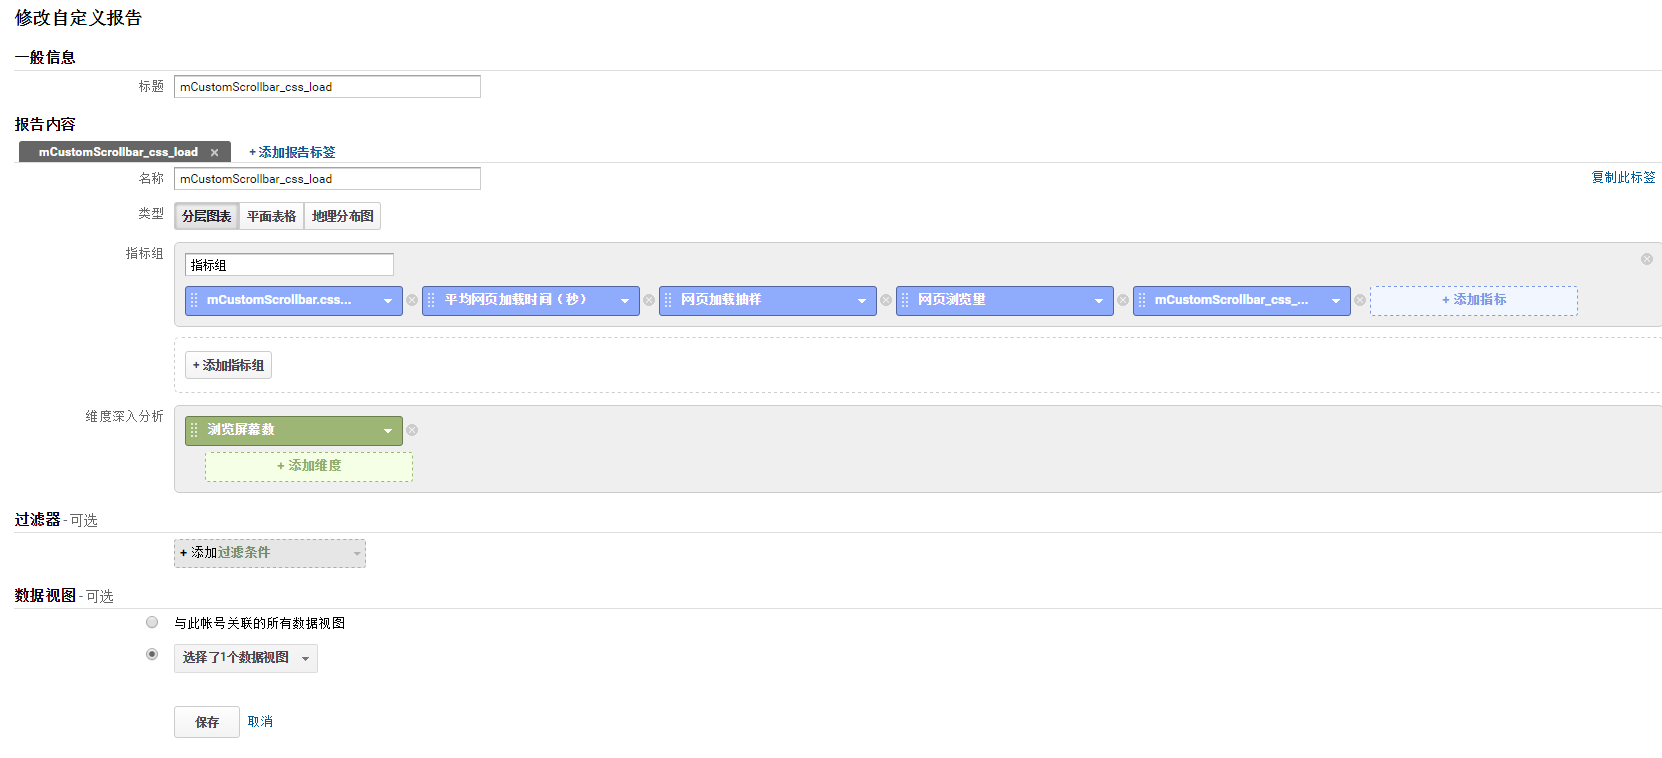 修改自定义报告
一般信息
标题 mCustomScrollbar_css_load
报告内容
mCustomScrollbar_css_load × + 添加报告标签
名称 mCustomScrollbar_css_load 复制此标签
类型 分层图表 平面表格 地理分布图
指标组 指标组
mCustomScrollbar.css... 平均网页加载时间（秒） 网页加载抽样 网页浏览量 mCustomScrollbar_css_... + 添加指标
+ 添加指标组
维度深入分析 浏览屏幕数
+ 添加维度
过滤器 - 可选
+ 添加过滤条件
数据视图 - 可选
与此帐号关联的所有数据视图
选择了1个数据视图
保存 取消